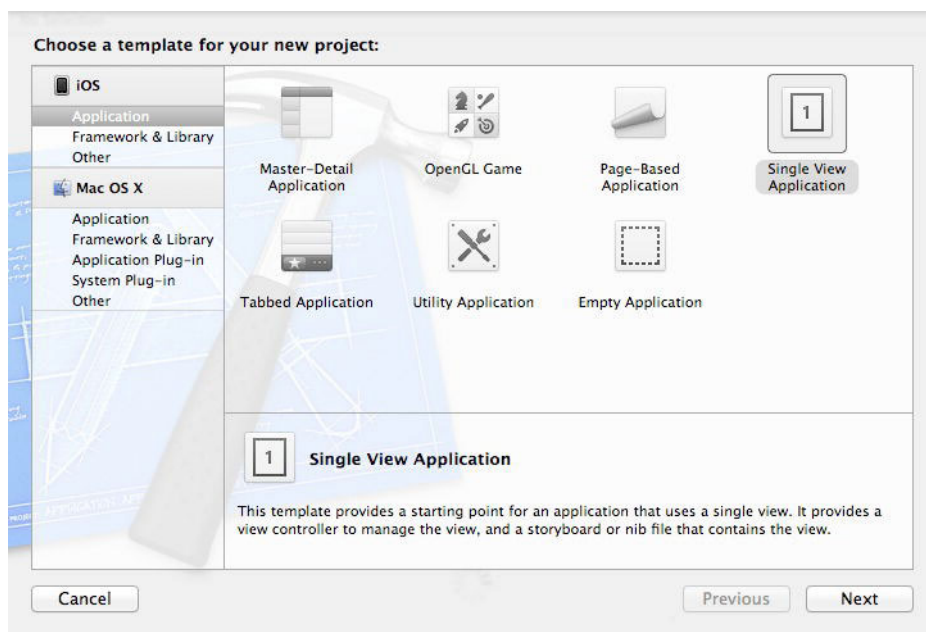 Choose a template for your new project:
iOS
Application
Framework & Library
Other
Mac OS X
Application
Framework & Library
Application Plug-in
System Plug-in
Other
Master-Detail
Application
OpenGL Game
Page-Based
Application
1
Single View
Application
Tabbed Application
Utility Application
Empty Application
1
Single View Application
This template provides a starting point for an application that uses a single view. It provides a
view controller to manage the view, and a storyboard or nib file that contains the view.
Cancel
Previous
Next